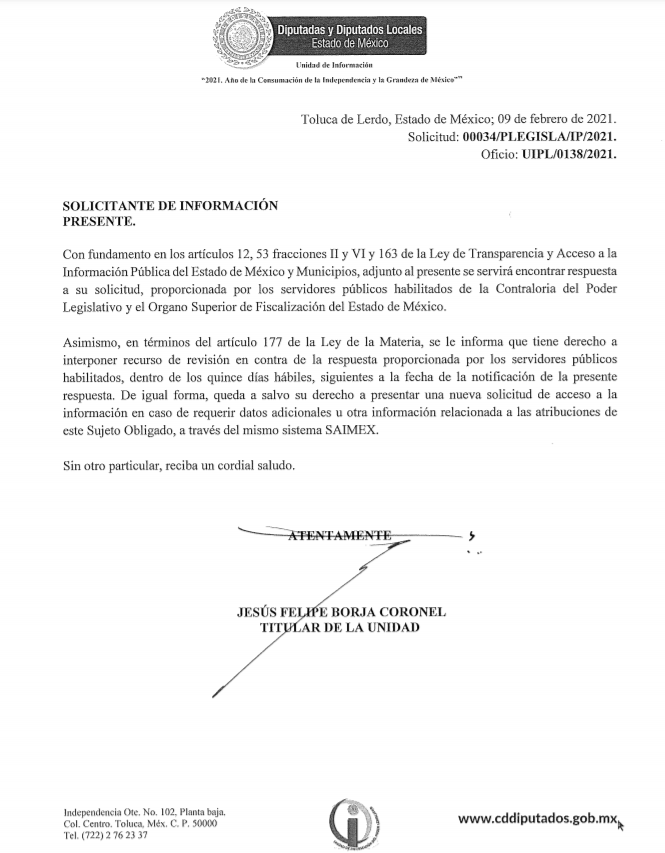 Diputadas y Diputados Locales
Estado de México
Unidad de Información
"2021. Año de la Consumación de la Independencia y la Grandeza de México""
Toluca de Lerdo, Estado de México; 09 de febrero de 2021.
Solicitud: 00034/PLEGISLA/IP/2021.
Oficio: UIPL/0138/2021.
SOLICITANTE DE INFORMACIÓN
PRESENTE.
Con fundamento en los artículos 12, 53 fracciones II y VI y 163 de la Ley de Transparencia y Acceso a la
Información Pública del Estado de México y Municipios, adjunto al presente se servirá encontrar respuesta
a su solicitud, proporcionada por los servidores públicos habilitados de la Contraloria del Poder
Legislativo y el Organo Superior de Fiscalización del Estado de México.
Asimismo, en términos del artículo 177 de la Ley de la Materia, se le informa que tiene derecho a
interponer recurso de revisión en contra de la respuesta proporcionada por los servidores públicos
habilitados, dentro de los quince días hábiles, siguientes a la fecha de la notificación de la presente
respuesta. De igual forma, queda a salvo su derecho a presentar una nueva solicitud de acceso a la
información en caso de requerir datos adicionales u otra información relacionada a las atribuciones de
este Sujeto Obligado, a través del mismo sistema SAIMEX.
Sin otro particular, reciba un cordial saludo.
ATENTAMENTE
JESÚS FELIPE BORJA CORONEL
TITULAR DE LA UNIDAD
Independencia Ote. No. 102, Planta baja,
Col. Centro. Toluca, Méx. C. P. 50000
Tel. (722) 2 76 23 37
www.cddiputados.gob.mx